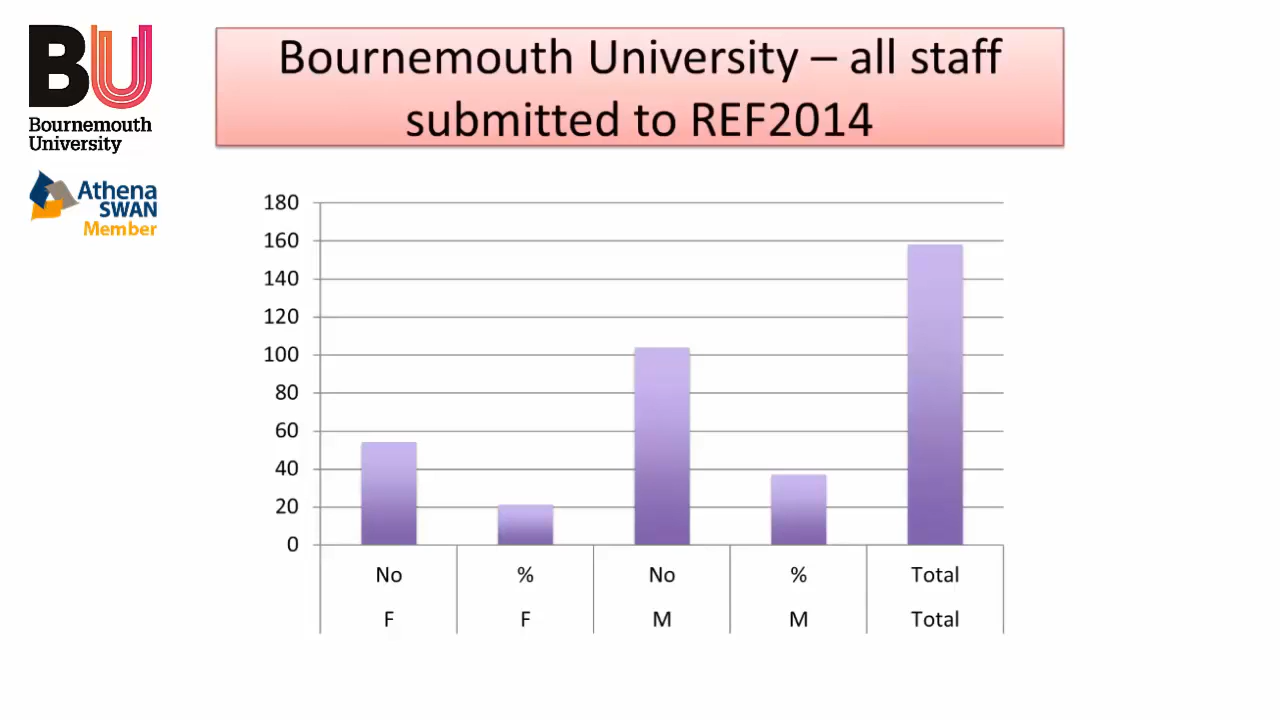 BU
Bournemouth
University
Athena
SWAN
Member
Bournemouth University – all staff
submitted to REF2014
180
160
140
120
100
80
60
40
20
0
No % No % Total
F F M M Total